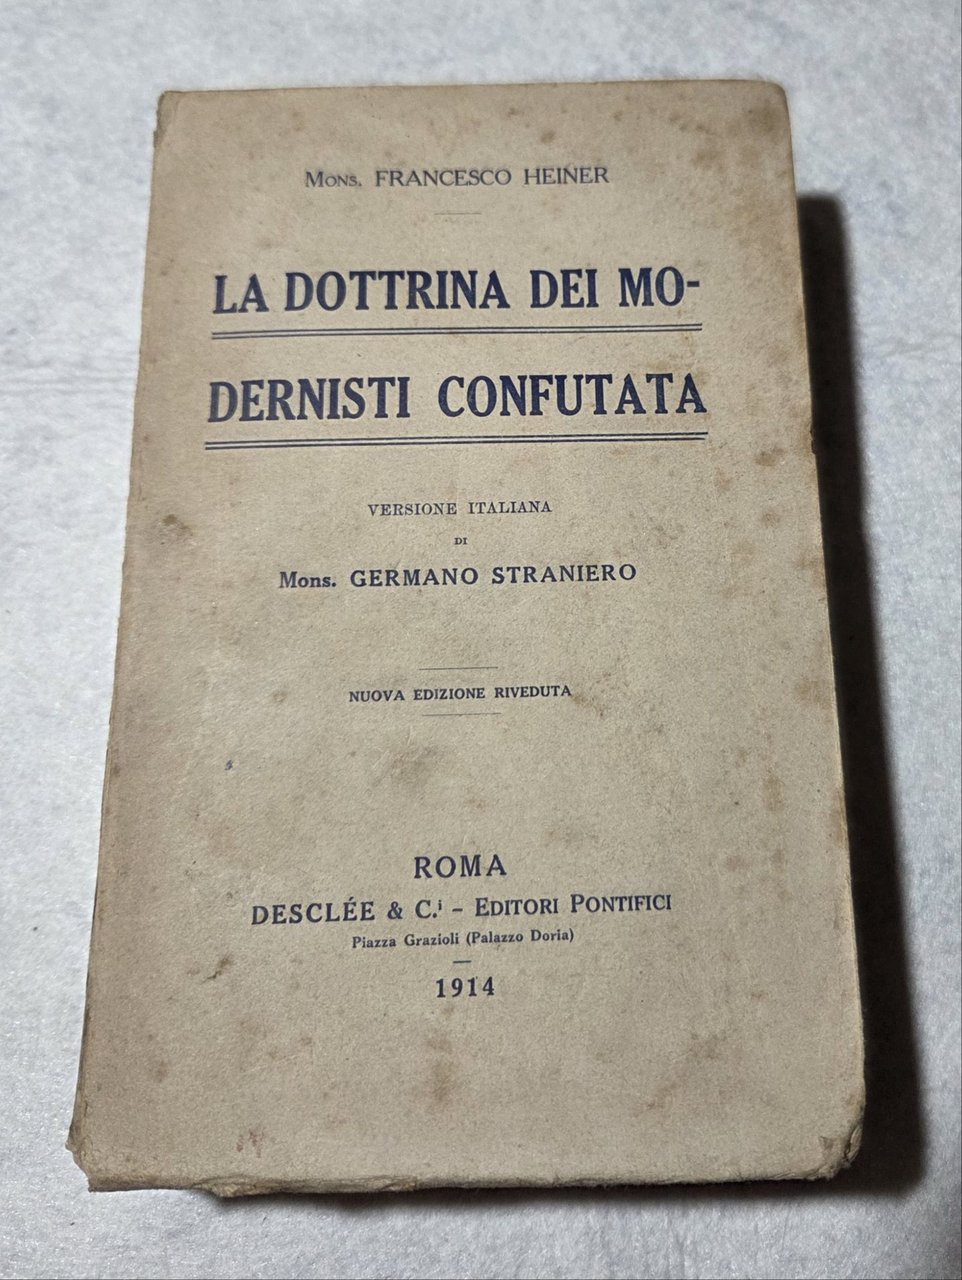 Mons. FRANCESCO HEINER
LA DOTTRINA DEI MO-
DERNISTI CONFUTATA
VERSIONE ITALIANA
DI
Mons. GERMANO STRANIERO
NUOVA EDIZIONE RIVEDUTA
ROMA
DESCLÉE & C.i - EDITORI PONTIFICI
Piazza Grazioli (Palazzo Doria)
1914